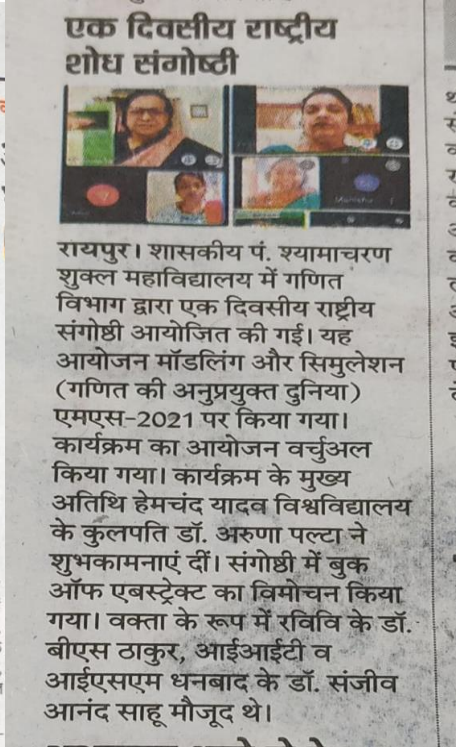 एक दिवसीय राष्ट्रीय
शोध संगोष्ठी
रायपुर। शासकीय पं. श्यामाचरण
शुक्ल महाविद्यालय में गणित
विभाग द्वारा एक दिवसीय राष्ट्रीय
संगोष्ठी आयोजित की गई। यह
आयोजन मॉडलिंग और सिमुलेशन
(गणित की अनुप्रयुक्त दुनिया)
एमएस-2021 पर किया गया।
कार्यक्रम का आयोजन वर्चुअल
किया गया। कार्यक्रम के मुख्य
अतिथि हेमचंद यादव विश्वविद्यालय
के कुलपति डॉ. अरुणा पल्टा ने
शुभकामनाएं दीं। संगोष्ठी में बुक
ऑफ एबस्ट्रेक्ट का विमोचन किया
गया। वक्ता के रूप में रविवि के डॉ.
बीएस ठाकुर, आईआईटी व
आईएसएम धनबाद के डॉ. संजीव
आनंद साहू मौजूद थे।